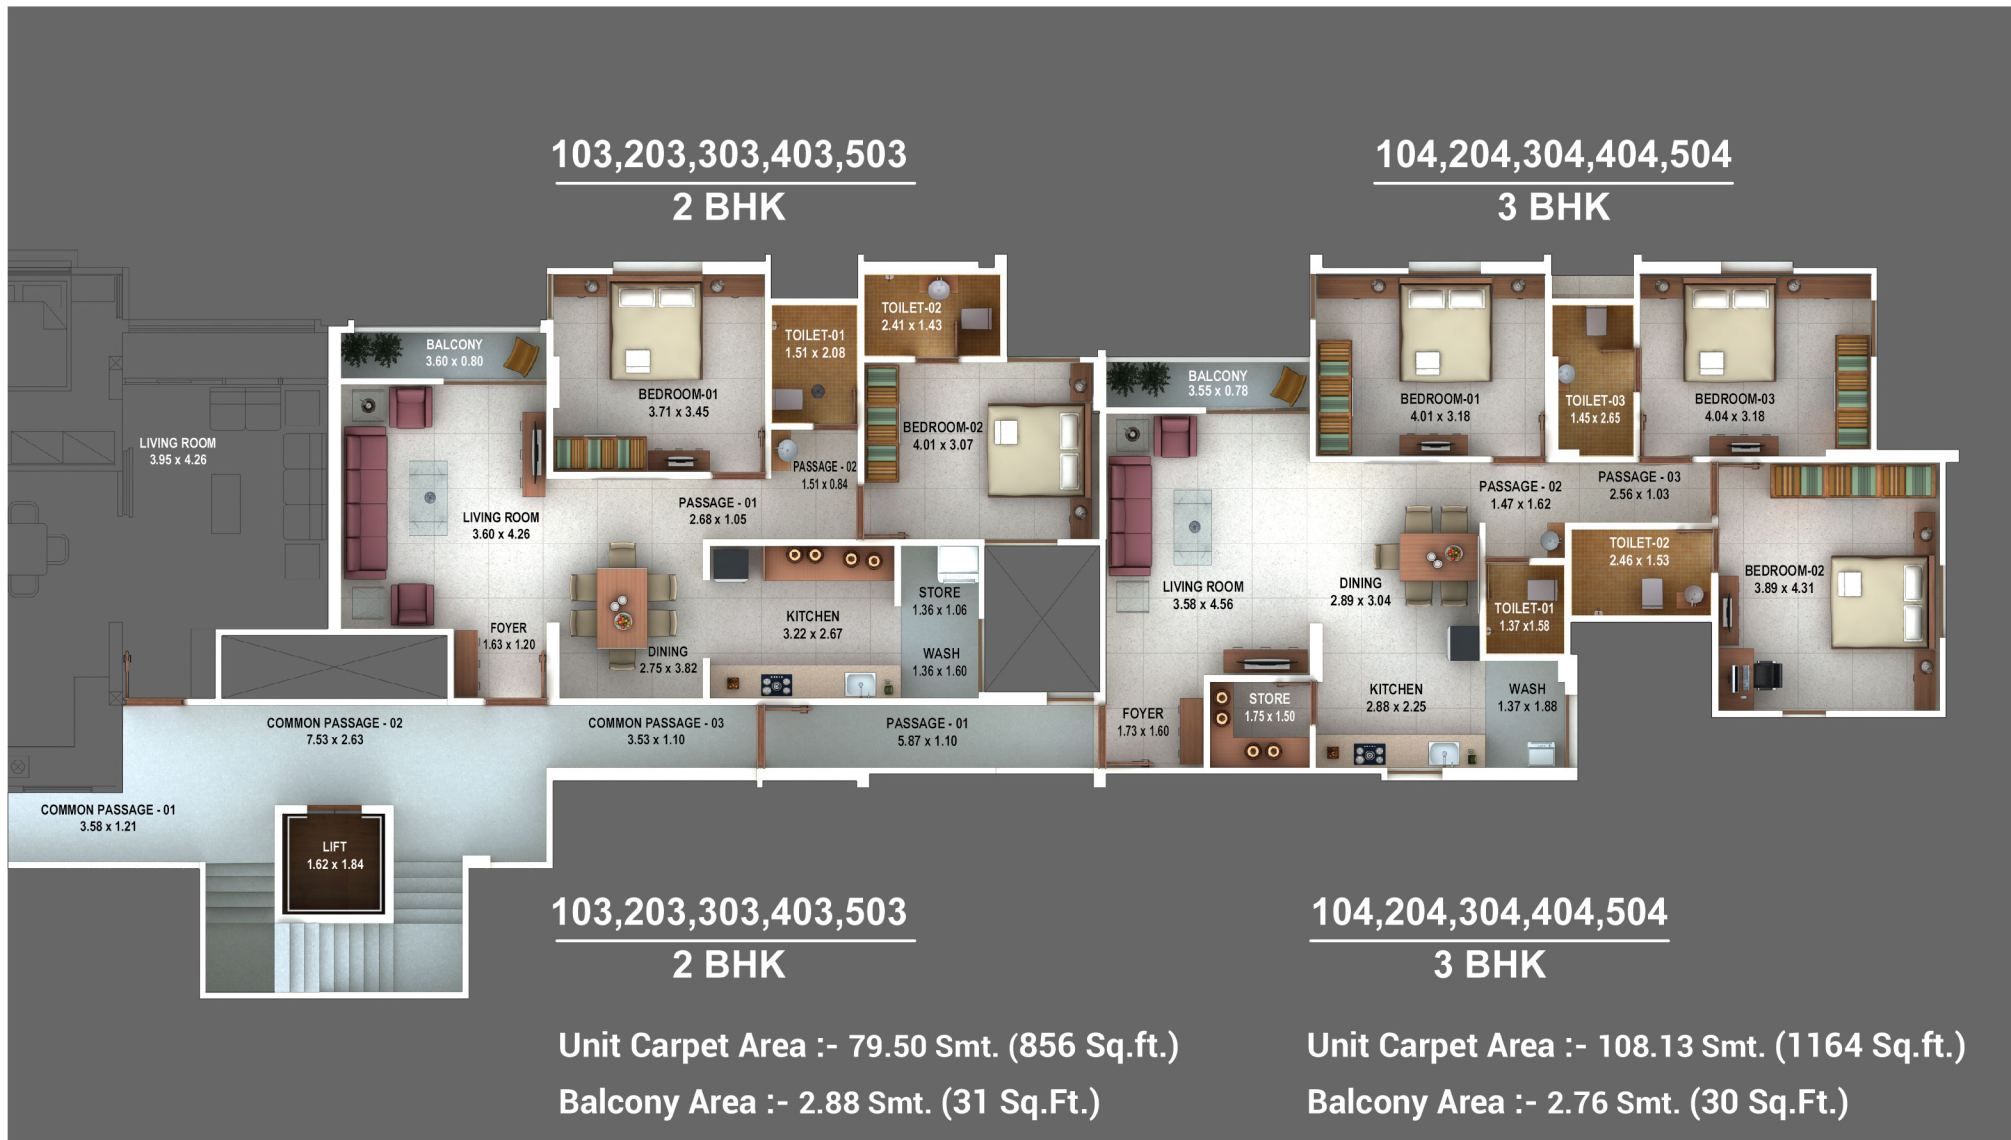 103,203,303,403,503
2 BHK
104,204,304,404,504
3 BHK
LIVING ROOM
3.95 x 4.26
BALCONY
3.60 x 0.80
BEDROOM-01
3.71 x 3.45
TOILET-01
1.51 x 2.08
TOILET-02
2.41 x 1.43
BEDROOM-02
4.01 x 3.07
PASSAGE - 02
1.51 x 0.84
PASSAGE - 01
2.68 x 1.05
LIVING ROOM
3.60 x 4.26
FOYER
1.63 x 1.20
DINING
2.75 x 3.82
KITCHEN
3.22 x 2.67
STORE
1.36 x 1.06
WASH
1.36 x 1.60
BALCONY
3.55 x 0.78
BEDROOM-01
4.01 x 3.18
TOILET-03
1.45 x 2.65
BEDROOM-03
4.04 x 3.18
PASSAGE - 02
1.47 x 1.62
PASSAGE - 03
2.56 x 1.03
TOILET-02
2.46 x 1.53
BEDROOM-02
3.89 x 4.31
LIVING ROOM
3.58 x 4.56
DINING
2.89 x 3.04
TOILET-01
1.37 x1.58
FOYER
1.73 x 1.60
STORE
1.75 x 1.50
KITCHEN
2.88 x 2.25
WASH
1.37 x 1.88
COMMON PASSAGE - 02
7.53 x 2.63
COMMON PASSAGE - 03
3.53 x 1.10
PASSAGE - 01
5.87 x 1.10
COMMON PASSAGE - 01
3.58 x 1.21
LIFT
1.62 x 1.84
103,203,303,403,503
2 BHK
Unit Carpet Area :- 79.50 Smt. (856 Sq.ft.)
Balcony Area :- 2.88 Smt. (31 Sq.Ft.)
104,204,304,404,504
3 BHK
Unit Carpet Area :- 108.13 Smt. (1164 Sq.ft.)
Balcony Area :- 2.76 Smt. (30 Sq.Ft.)